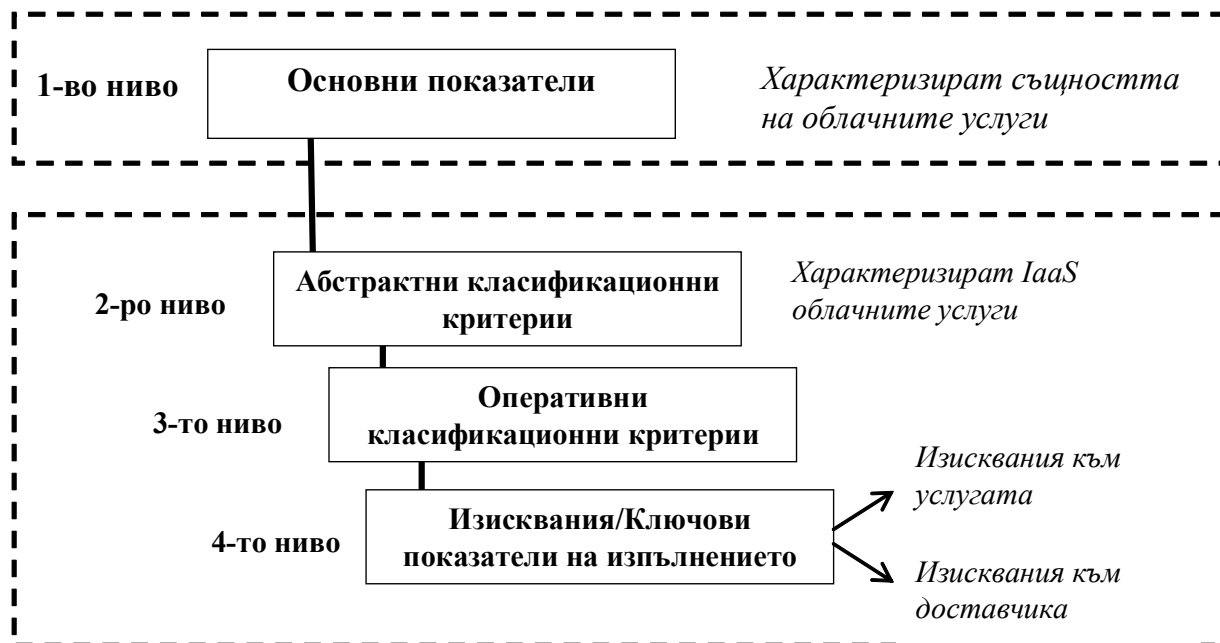 1-во ниво
Основни показатели
Характеризират същността
на облачните услуги
2-ро ниво
Абстрактни класификационни
критерии
Характеризират IaaS
облачните услуги
3-то ниво
Оперативни
класификационни критерии
4-то ниво
Изисквания/Ключови
показатели на изпълнението
Изисквания към
услугата
Изисквания към
доставчика